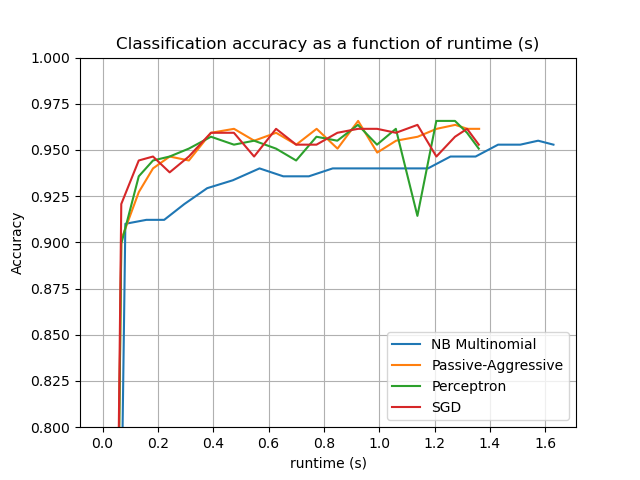 Classification accuracy as a function of runtime (s)
1.000
0.975
0.950
0.925
0.900
0.875
0.850
0.825
0.800
Accuracy
NB Multinomial
Passive-Aggressive
Perceptron
SGD
0.0 0.2 0.4 0.6 0.8 1.0 1.2 1.4 1.6
runtime (s)